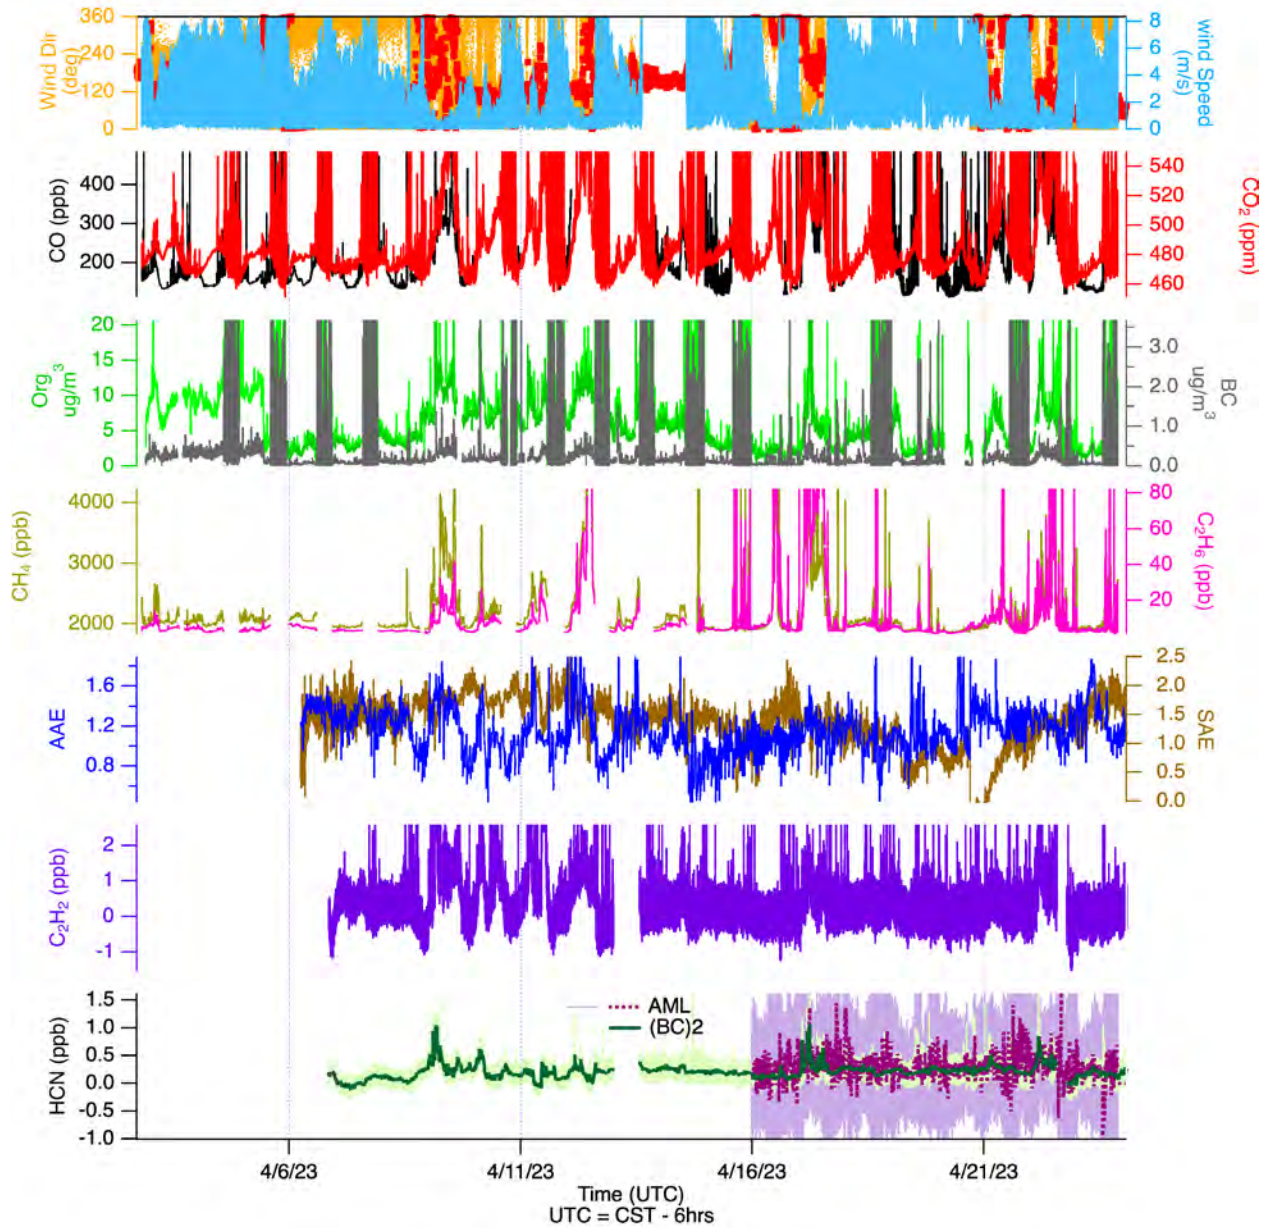 360
240
120
0
Wind Dir
(deg)
8
6
4
2
0
wind Speed
(m/s)
400
300
200
CO (ppb)
540
520
500
480
460
CO₂ (ppm)
20
15
10
5
0
Org
ug/m³
3.0
2.0
1.0
0.0
BC
ug/m³
4000
3000
2000
CH₄ (ppb)
80
60
40
20
C₂H₆ (ppb)
1.6
1.2
0.8
AAE
2.5
2.0
1.5
1.0
0.5
0.0
SAE
2
1
0
-1
C₂H₂ (ppb)
1.5
1.0
0.5
0.0
-0.5
-1.0
HCN (ppb)
AML
(BC)2
4/6/23
4/11/23
4/16/23
4/21/23
Time (UTC)
UTC = CST - 6hrs